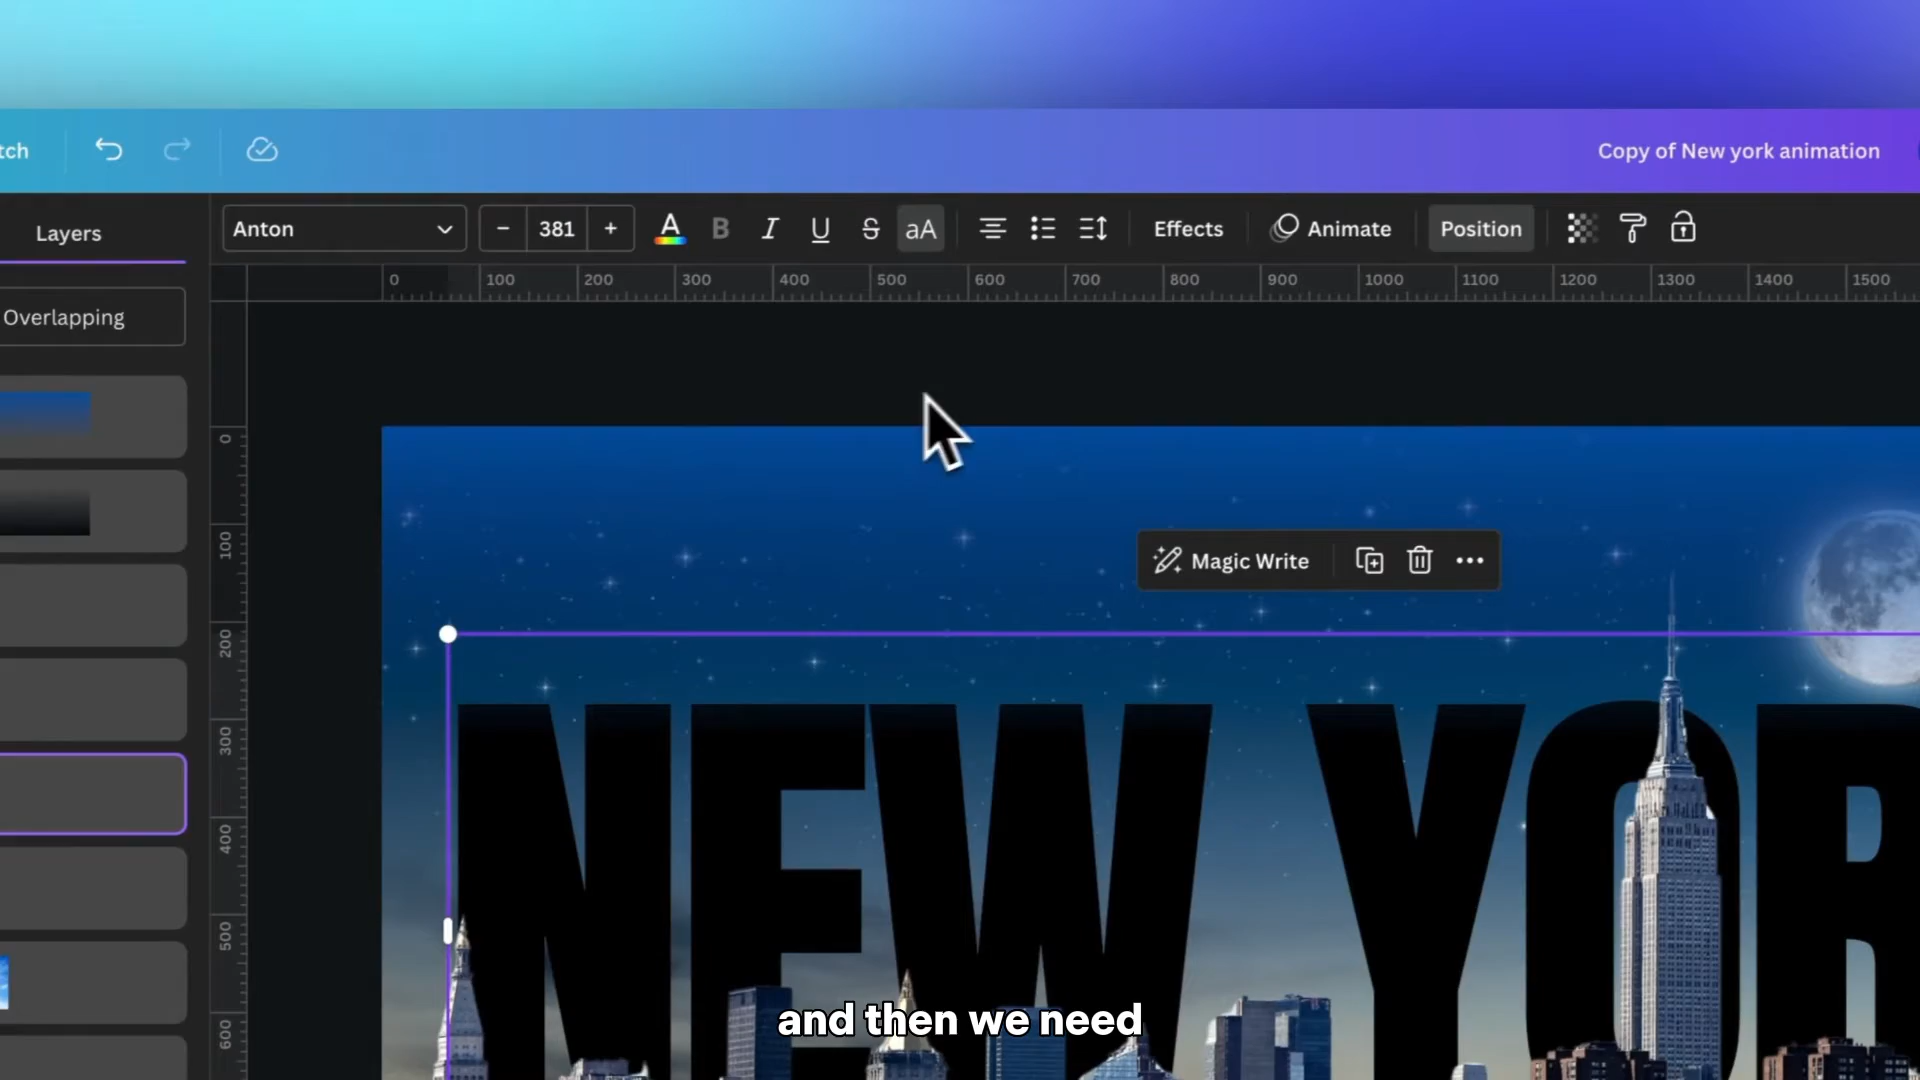 tch
Copy of New york animation
Layers
Anton
381
A
B
I
U
S
aA
Effects
Animate
Position
0 100 200 300 400 500 600 700 800 900 1000 1100 1200 1300 1400 1500
Overlapping
0
100
200
300
400
500
600
Magic Write
NEW YOR
and then we need